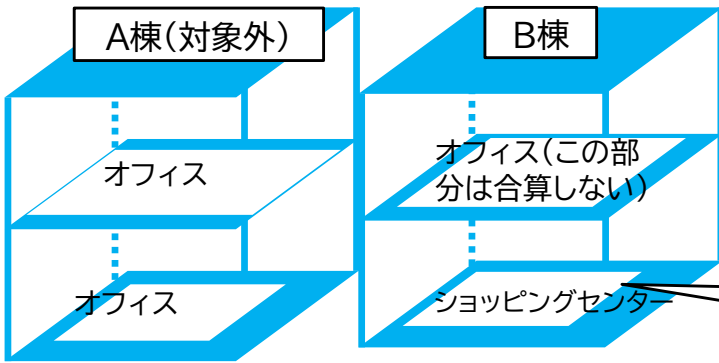 A棟(対象外)
B棟
オフィス
オフィス(この部
分は合算しない)
オフィス
ショッピングセンター